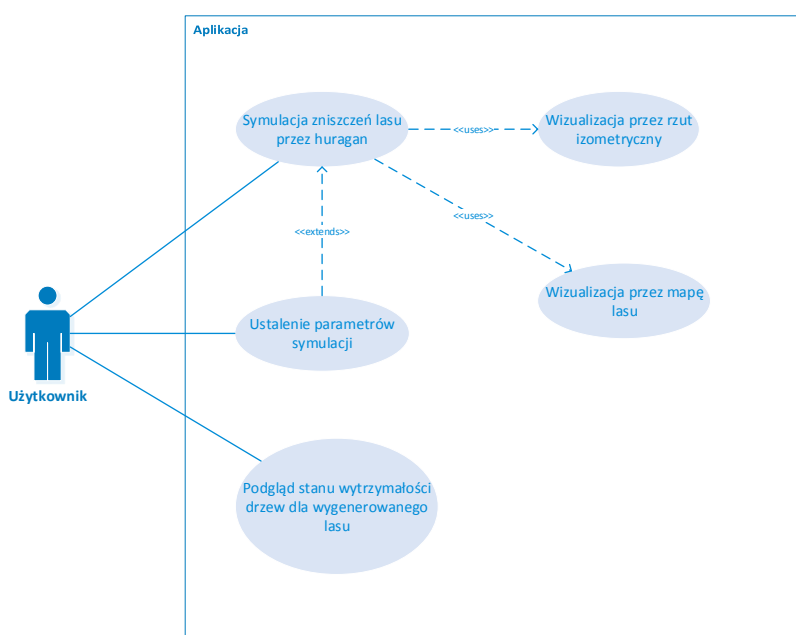 Aplikacja
Symulacja zniszczeń lasu
przez huragan
<<uses>>
Wizualizacja przez rzut
izometryczny
<<uses>>
<<extends>>
Wizualizacja przez mapę
lasu
Ustalenie parametrów
symulacji
Użytkownik
Podgląd stanu wytrzymałości
drzew dla wygenerowanego
lasu